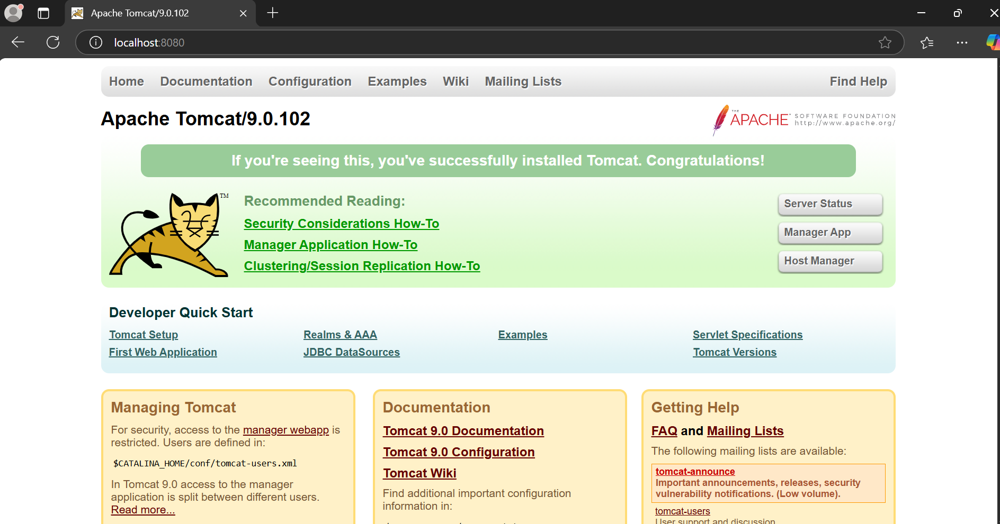 Apache Tomcat/9.0.102
localhost:8080
Home Documentation Configuration Examples Wiki Mailing Lists Find Help
Apache Tomcat/9.0.102
THE APACHE SOFTWARE FOUNDATION
http://www.apache.org/
If you're seeing this, you've successfully installed Tomcat. Congratulations!
TM
Recommended Reading:
Security Considerations How-To
Manager Application How-To
Clustering/Session Replication How-To
Server Status
Manager App
Host Manager
Developer Quick Start
Tomcat Setup
First Web Application
Realms & AAA
JDBC DataSources
Examples
Servlet Specifications
Tomcat Versions
Managing Tomcat
For security, access to the manager webapp is
restricted. Users are defined in:
$CATALINA_HOME/conf/tomcat-users.xml
In Tomcat 9.0 access to the manager
application is split between different users.
Read more...
Documentation
Tomcat 9.0 Documentation
Tomcat 9.0 Configuration
Tomcat Wiki
Find additional important configuration
information in:
Getting Help
FAQ and Mailing Lists
The following mailing lists are available:
tomcat-announce
Important announcements, releases, security
vulnerability notifications. (Low volume).
tomcat-users
User support and discussion